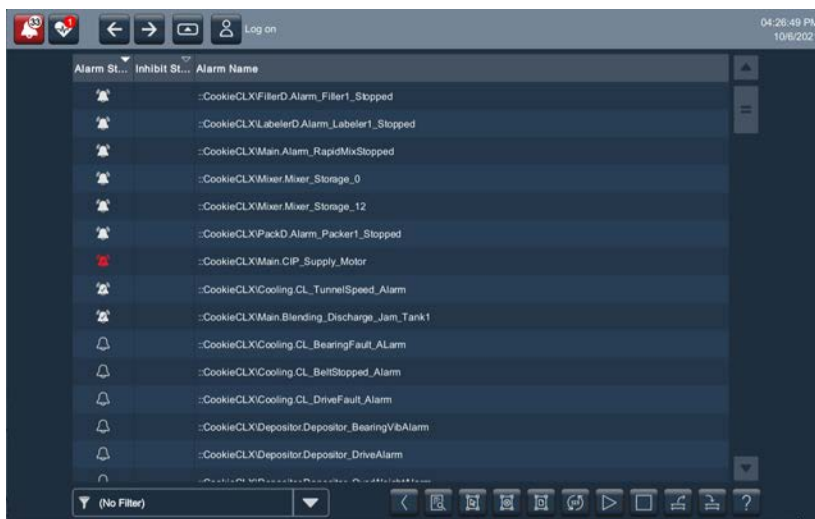 33
1
Log on
04:26:49 PM
10/6/202
Alarm St... Inhibit St... Alarm Name
::CookieCLX\FillerD.Alarm_Filler1_Stopped
::CookieCLX\LabelerD.Alarm_Labeler1_Stopped
::CookieCLX\Main.Alarm_RapidMixStopped
::CookieCLX\Mixer.Mixer_Storage_0
::CookieCLX\Mixer.Mixer_Storage_12
::CookieCLX\PackD.Alarm_Packer1_Stopped
::CookieCLX\Main.CIP_Supply_Motor
::CookieCLX\Cooling.CL_TunnelSpeed_Alarm
::CookieCLX\Main.Blending_Discharge_Jam_Tank1
::CookieCLX\Cooling.CL_BearingFault_ALarm
::CookieCLX\Cooling.CL_BeltStopped_Alarm
::CookieCLX\Cooling.CL_DriveFault_Alarm
::CookieCLX\Depositor.Depositor_BearingVibAlarm
::CookieCLX\Depositor.Depositor_DriveAlarm
(No Filter)
?